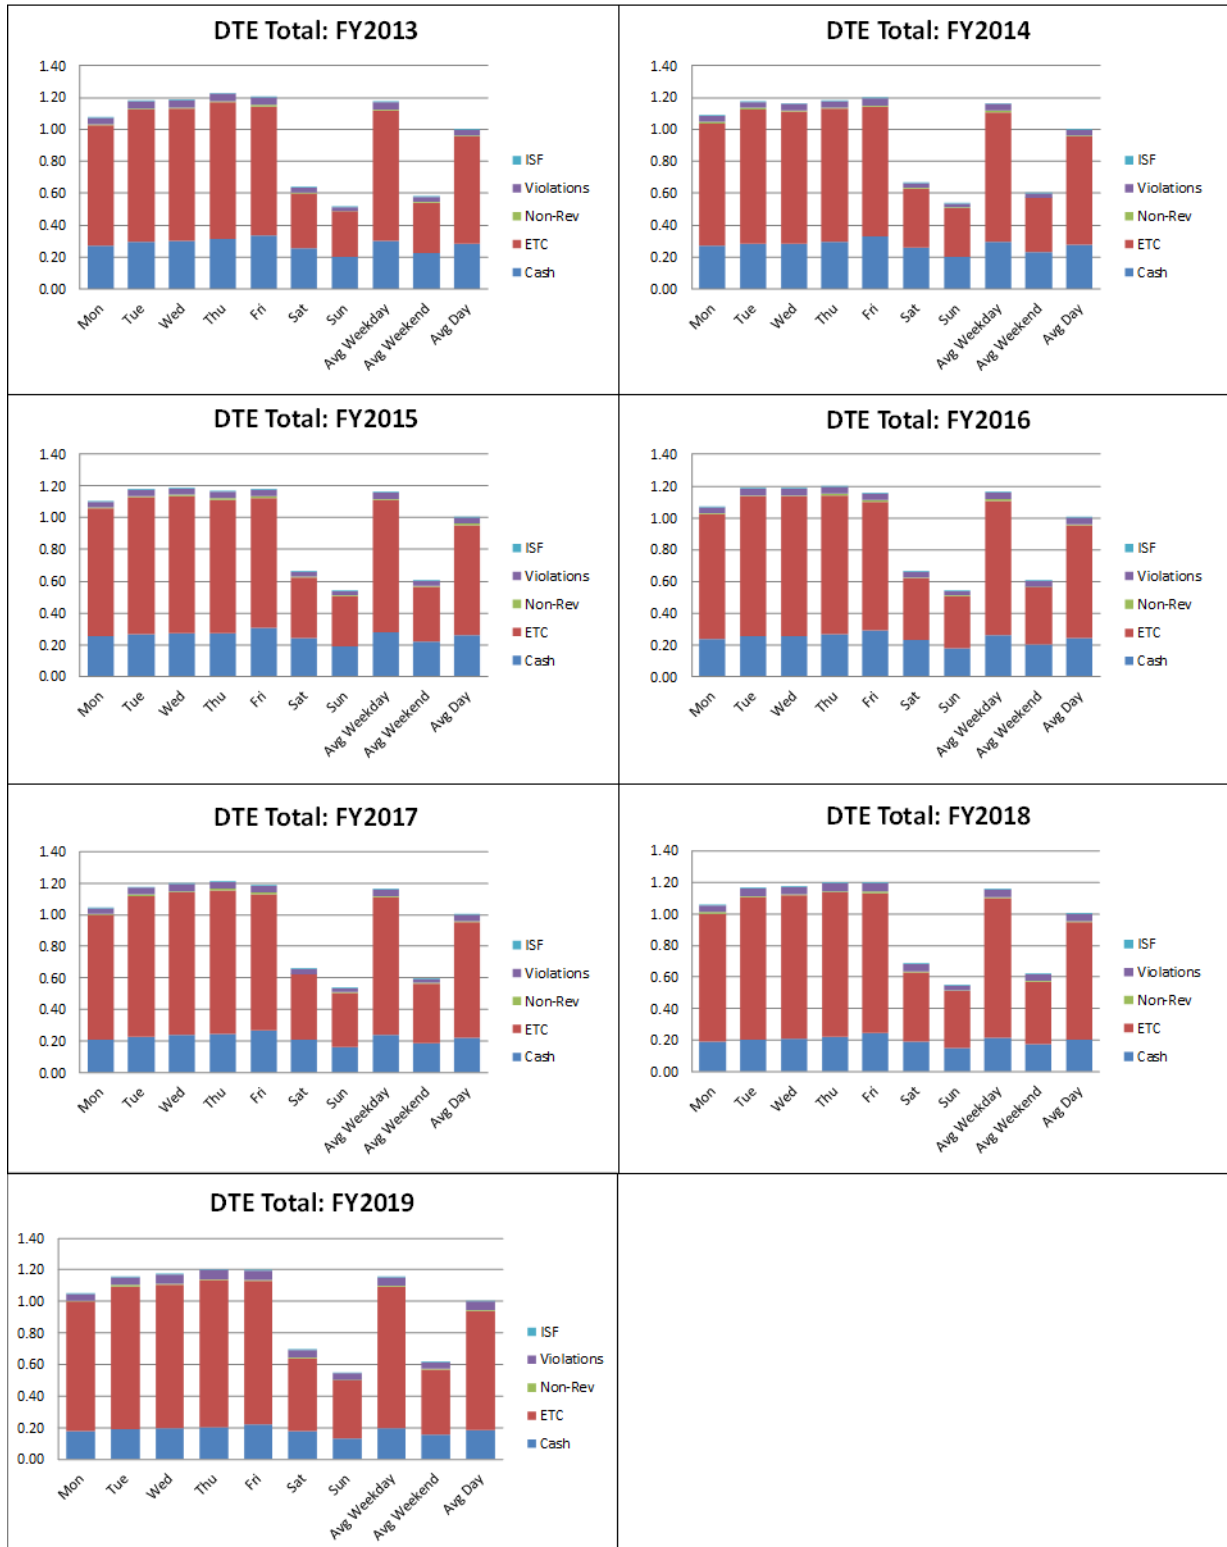 DTE Total: FY2013
1.40
1.20
1.00
0.80
0.60
0.40
0.20
0.00
Mon Tue Wed Thu Fri Sat Sun Avg Weekday Avg Weekend Avg Day
ISF
Violations
Non-Rev
ETC
Cash
DTE Total: FY2014
1.40
1.20
1.00
0.80
0.60
0.40
0.20
0.00
Mon Tue Wed Thu Fri Sat Sun Avg Weekday Avg Weekend Avg Day
ISF
Violations
Non-Rev
ETC
Cash
DTE Total: FY2015
1.40
1.20
1.00
0.80
0.60
0.40
0.20
0.00
Mon Tue Wed Thu Fri Sat Sun Avg Weekday Avg Weekend Avg Day
ISF
Violations
Non-Rev
ETC
Cash
DTE Total: FY2016
1.40
1.20
1.00
0.80
0.60
0.40
0.20
0.00
Mon Tue Wed Thu Fri Sat Sun Avg Weekday Avg Weekend Avg Day
ISF
Violations
Non-Rev
ETC
Cash
DTE Total: FY2017
1.40
1.20
1.00
0.80
0.60
0.40
0.20
0.00
Mon Tue Wed Thu Fri Sat Sun Avg Weekday Avg Weekend Avg Day
ISF
Violations
Non-Rev
ETC
Cash
DTE Total: FY2018
1.40
1.20
1.00
0.80
0.60
0.40
0.20
0.00
Mon Tue Wed Thu Fri Sat Sun Avg Weekday Avg Weekend Avg Day
ISF
Violations
Non-Rev
ETC
Cash
DTE Total: FY2019
1.40
1.20
1.00
0.80
0.60
0.40
0.20
0.00
Mon Tue Wed Thu Fri Sat Sun Avg Weekday Avg Weekend Avg Day
ISF
Violations
Non-Rev
ETC
Cash